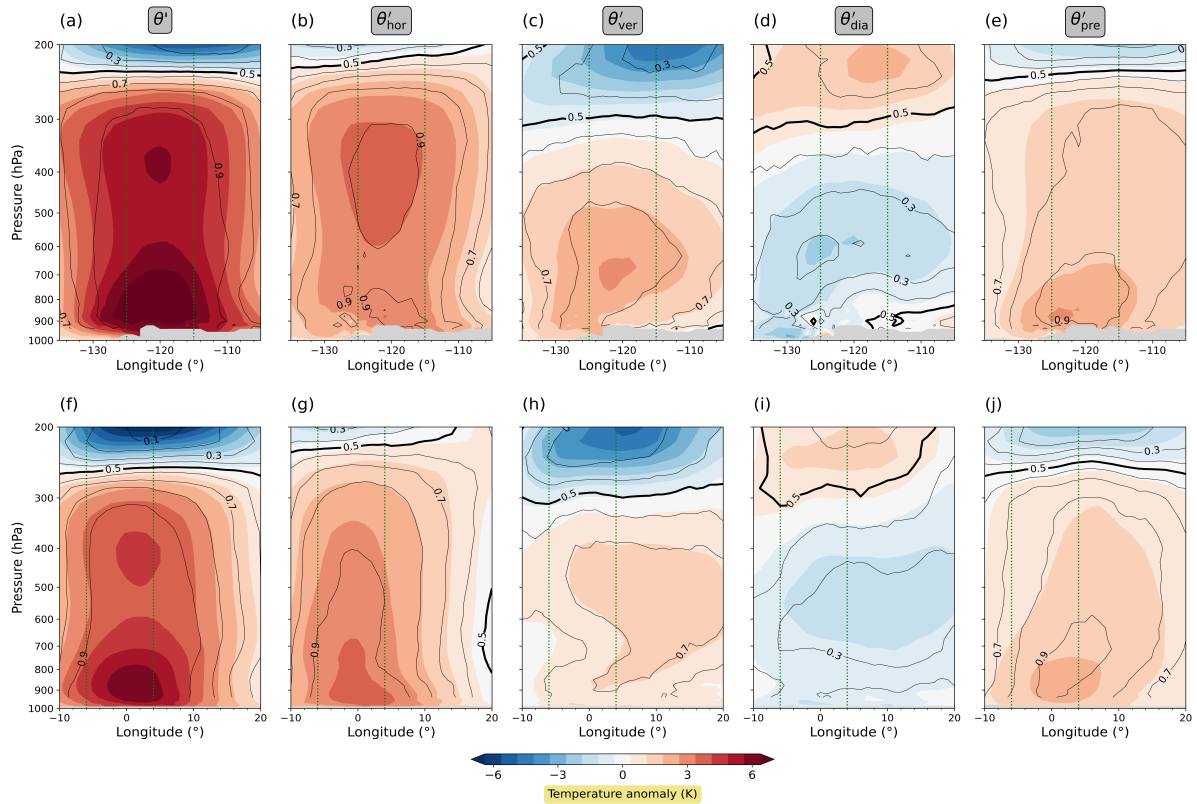 (a) θ' (b) θ′hor (c) θ′ver (d) θ′dia (e) θ′pre
Pressure (hPa)
200
300
400
500
600
700
800
900
1000
0.3 0.5 0.7 0.9 0.7
0.3 0.5 0.9 0.7 0.7 0.9 0.9
0.5 0.3 0.5 0.7 0.7
0.5 0.5 0.3 0.3 0.3 0.5
0.5 0.7 0.9
−130 −120 −110 −130 −120 −110 −130 −120 −110 −130 −120 −110 −130 −120 −110
Longitude (°) Longitude (°) Longitude (°) Longitude (°) Longitude (°)
(f) (g) (h) (i) (j)
Pressure (hPa)
200
300
400
500
600
700
800
900
1000
0.1 0.3 0.5 0.7 0.9
0.3 0.5 0.7 0.5 0.9
0.5 0.7
0.5 0.3
0.3 0.5 0.7 0.9 0.7
−10 0 10 20 −10 0 10 20 −10 0 10 20 −10 0 10 20 −10 0 10 20
Longitude (°) Longitude (°) Longitude (°) Longitude (°) Longitude (°)
−6 −3 0 3 6
Temperature anomaly (K)